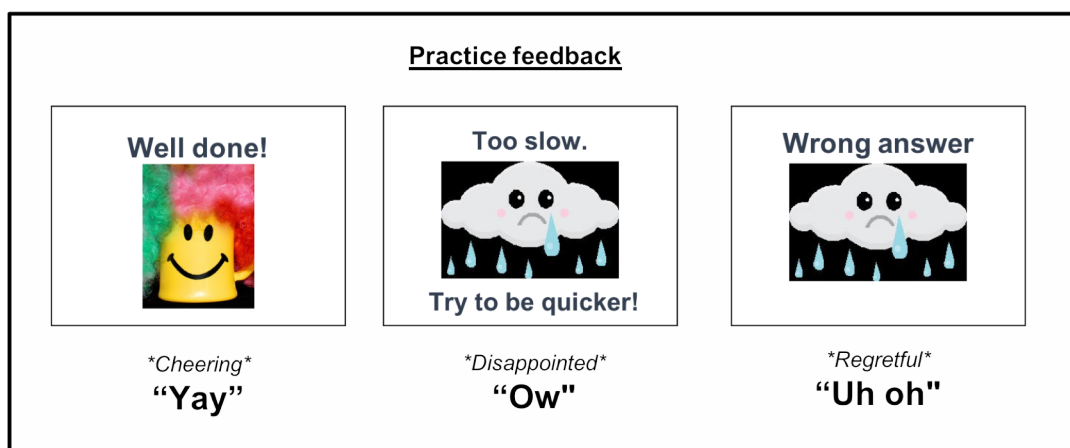 Practice feedback
Well done!
Too slow.
Try to be quicker!
Wrong answer
*Cheering*
“Yay”
*Disappointed*
“Ow"
*Regretful*
“Uh oh"